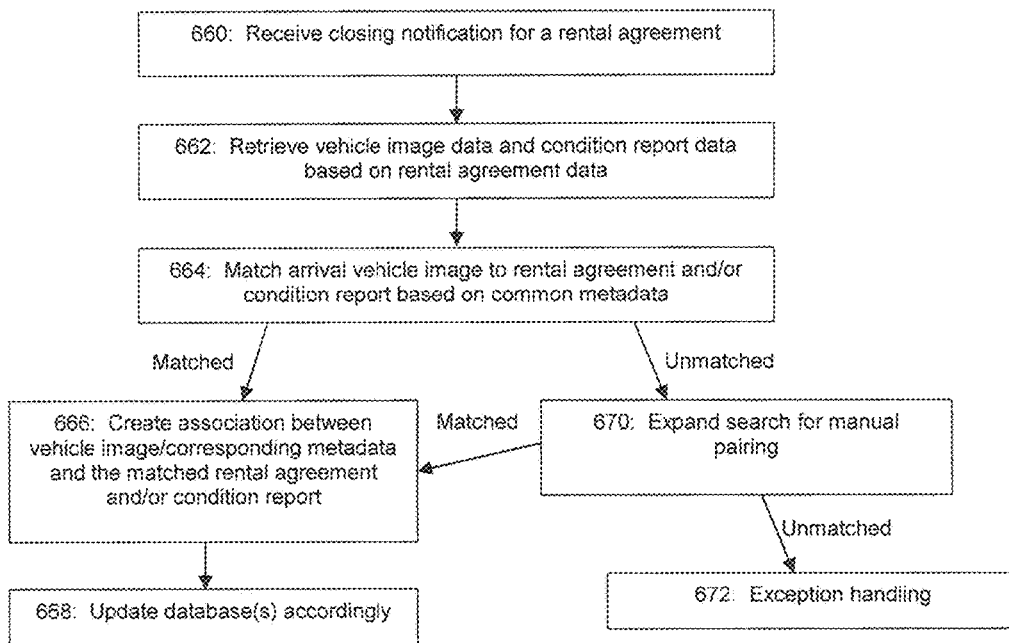 660: Receive closing notification for a rental agreement
662: Retrieve vehicle image data and condition report data
based on rental agreement data
664: Match arrival vehicle image to rental agreement and/or
condition report based on common metadata
Matched
Unmatched
666: Create association between
vehicle image/corresponding metadata
and the matched rental agreement
and/or condition report
Matched
670: Expand search for manual
pairing
Unmatched
668: Update database(s) accordingly
672: Exception handling